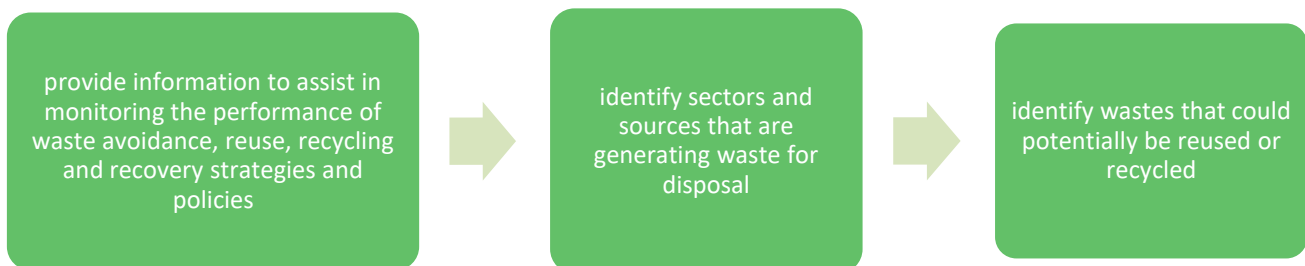 provide information to assist in
monitoring the performance of
waste avoidance, reuse, recycling
and recovery strategies and
policies
identify sectors and
sources that are
generating waste for
disposal
identify wastes that could
potentially be reused or
recycled